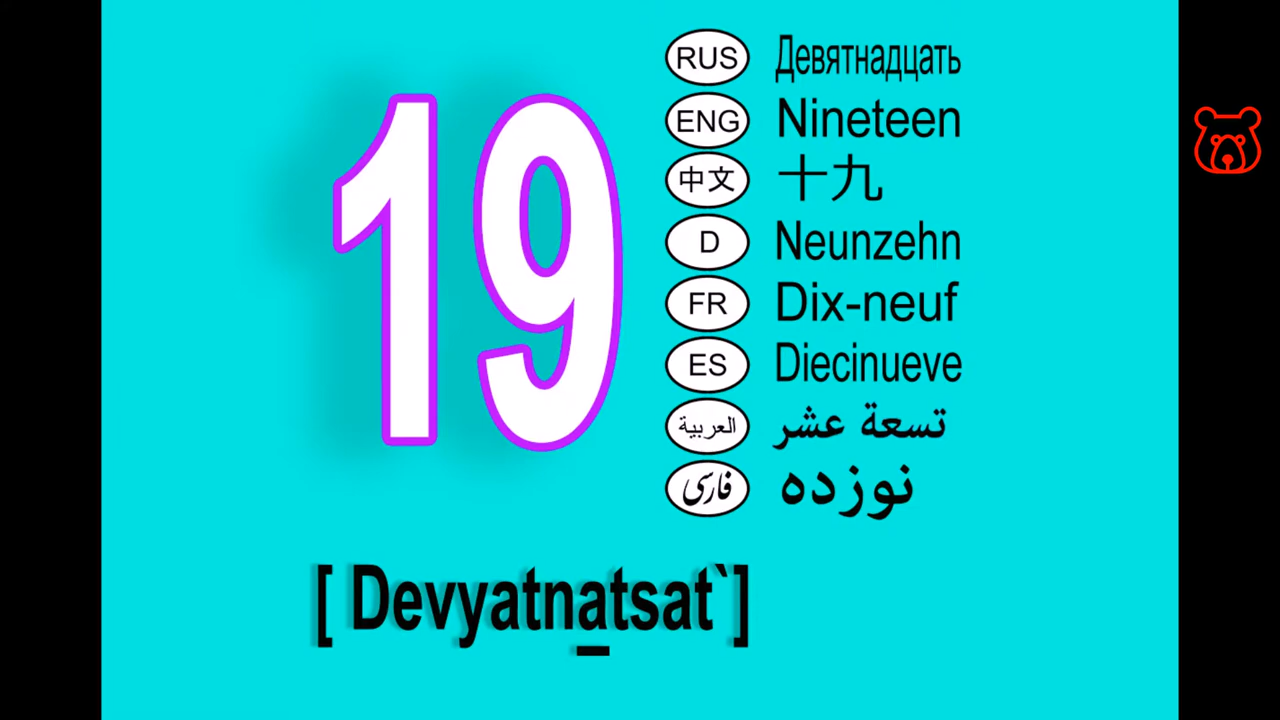 19
RUS Девятнадцать
ENG Nineteen
中文 十九
D Neunzehn
FR Dix-neuf
ES Diecinueve
العربية تسعة عشر
فارسی نوزده
[ Devyatnatsat`]